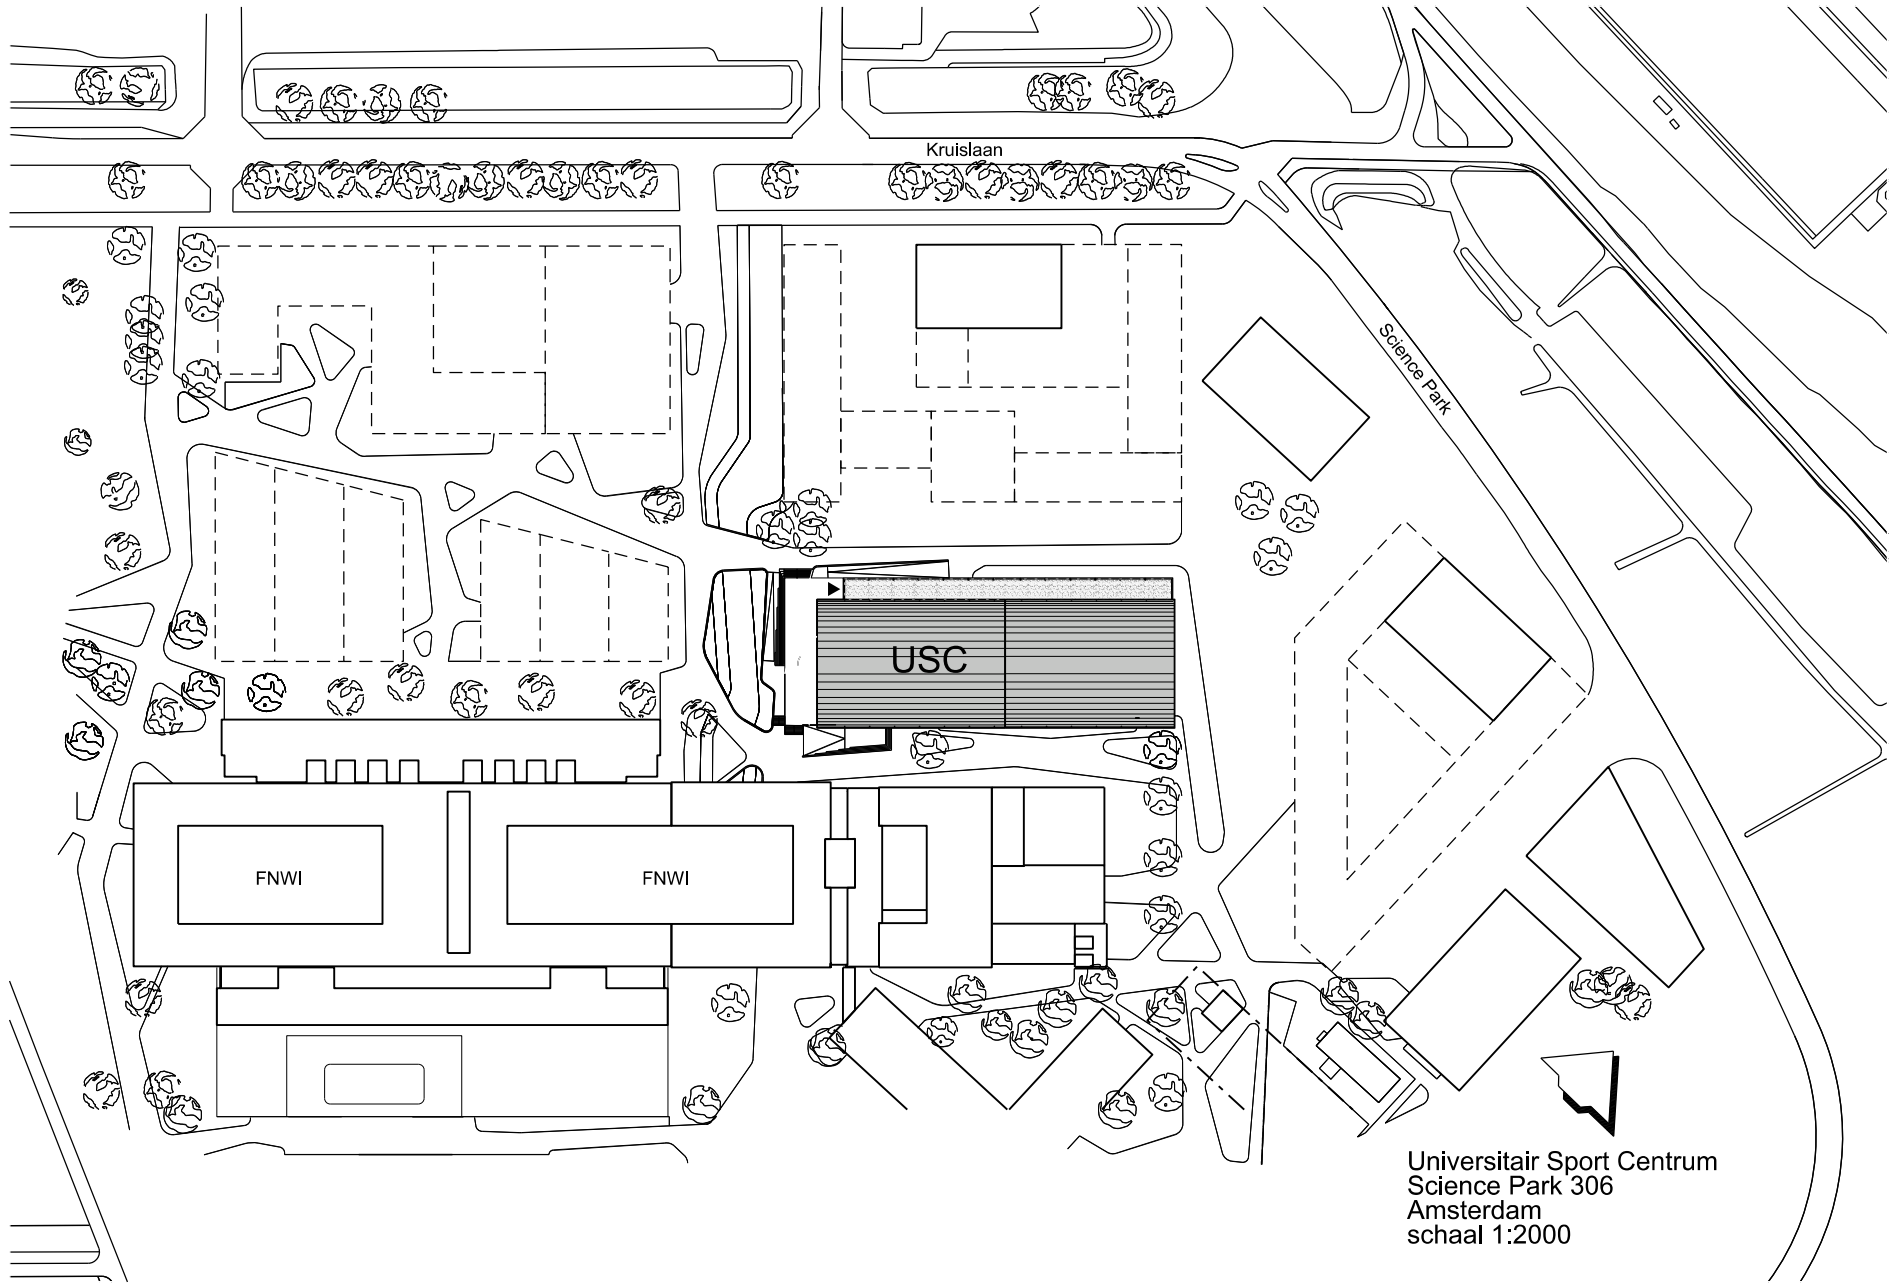 Kruislaan
Science Park
USC
FNWI
FNWI
Universitair Sport Centrum
Science Park 306
Amsterdam
schaal 1:2000